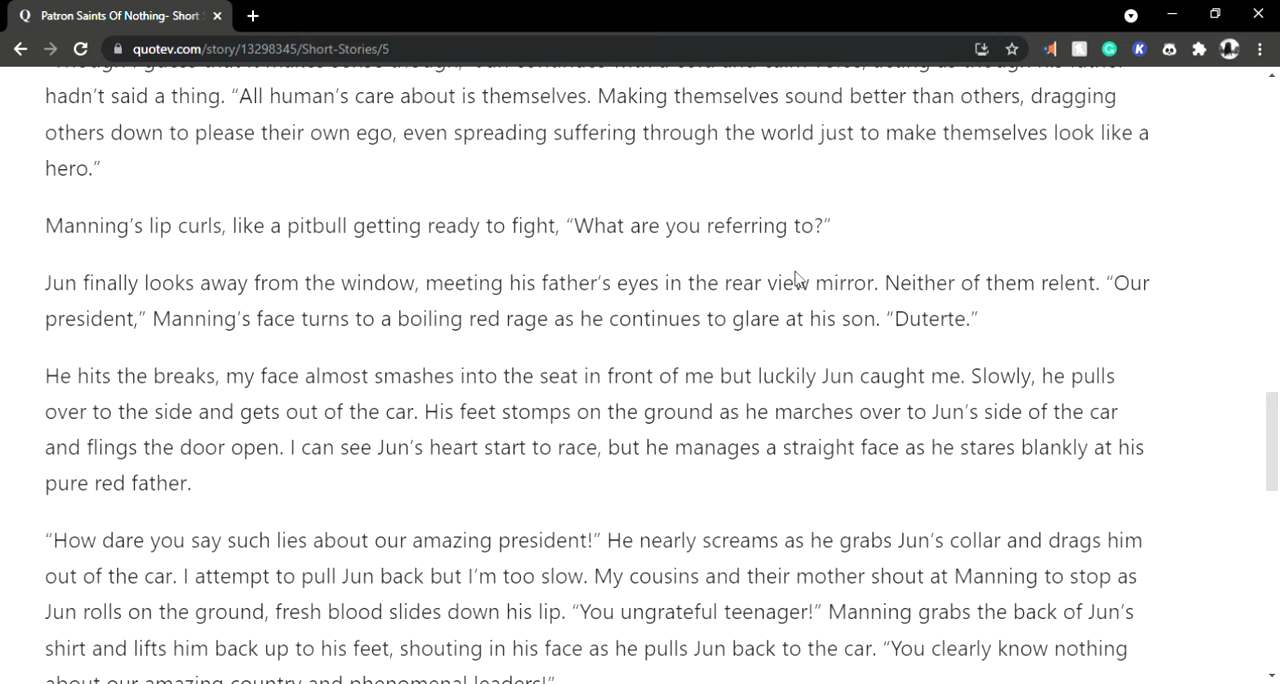 Patron Saints Of Nothing- Short
quotev.com/story/13298345/Short-Stories/5
hadn't said a thing. “All human's care about is themselves. Making themselves sound better than others, dragging
others down to please their own ego, even spreading suffering through the world just to make themselves look like a
hero.”
Manning's lip curls, like a pitbull getting ready to fight, “What are you referring to?”
Jun finally looks away from the window, meeting his father's eyes in the rear view mirror. Neither of them relent. “Our
president,” Manning's face turns to a boiling red rage as he continues to glare at his son. “Duterte.”
He hits the breaks, my face almost smashes into the seat in front of me but luckily Jun caught me. Slowly, he pulls
over to the side and gets out of the car. His feet stomps on the ground as he marches over to Jun's side of the car
and flings the door open. I can see Jun's heart start to race, but he manages a straight face as he stares blankly at his
pure red father.
“How dare you say such lies about our amazing president!” He nearly screams as he grabs Jun's collar and drags him
out of the car. I attempt to pull Jun back but I'm too slow. My cousins and their mother shout at Manning to stop as
Jun rolls on the ground, fresh blood slides down his lip. “You ungrateful teenager!” Manning grabs the back of Jun's
shirt and lifts him back up to his feet, shouting in his face as he pulls Jun back to the car. “You clearly know nothing
about our amazing country and phenomenal leaders!”